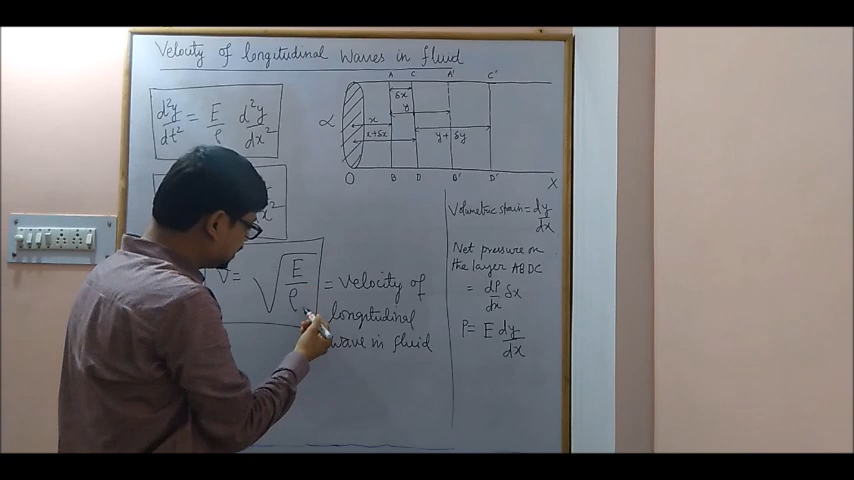 Velocity of longitudinal waves in fluid
d²y/dt² = E/ρ d²y/dx²
x²
V = √E/ρ = Velocity of
longitudinal
wave in fluid
A C A' C'
δx
y
α x
x+δx y+δy
O B D B' D' X
Volumetric strain = dy/dx
Net pressure on
the layer ABDC
= dP/dx δx
P = E dy/dx